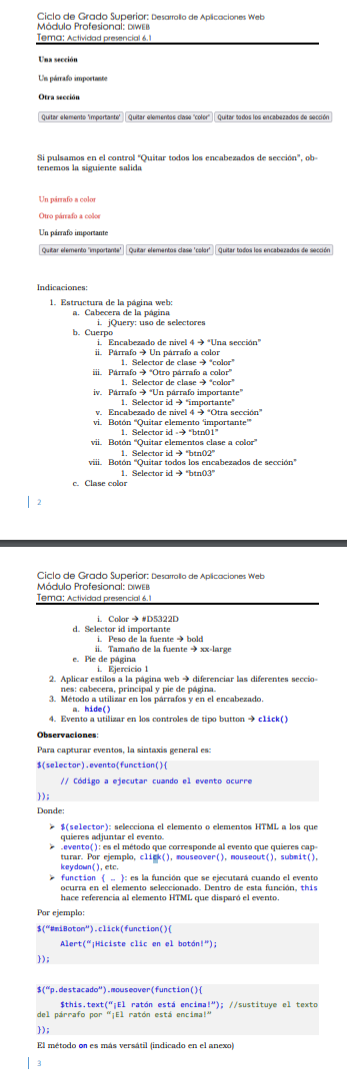 Ciclo de Grado Superior: Desarrollo de Aplicaciones Web
Módulo Profesional: DIWEB
Tema: Actividad presencial 6.1
Una sección
Un párrafo importante
Otra sección
Quitar elemento 'importante' Quitar elementos clase 'color' Quitar todos los encabezados de sección
Si pulsamos en el control "Quitar todos los encabezados de sección", ob-
tenemos la siguiente salida
Un párrafo a color
Otro párrafo a color
Un párrafo importante
Quitar elemento 'importante' Quitar elementos clase 'color' Quitar todos los encabezados de sección
Indicaciones:
1. Estructura de la página web:
a. Cabecera de la página
i. jQuery: uso de selectores
b. Cuerpo
i. Encabezado de nivel 4 → "Una sección"
ii. Párrafo → Un párrafo a color
1. Selector de clase → "color"
iii. Párrafo → "Otro párrafo a color"
1. Selector de clase → "color"
iv. Párrafo → "Un párrafo importante"
1. Selector id → "importante"
v. Encabezado de nivel 4 → "Otra sección"
vi. Botón "Quitar elemento 'importante'"
1. Selector id -→ "btn01"
vii. Botón "Quitar elementos clase a color"
1. Selector id → "btn02"
viii. Botón "Quitar todos los encabezados de sección"
1. Selector id → "btn03"
c. Clase color
2
Ciclo de Grado Superior: Desarrollo de Aplicaciones Web
Módulo Profesional: DIWEB
Tema: Actividad presencial 6.1
i. Color → #D5322D
d. Selector id importante
i. Peso de la fuente → bold
ii. Tamaño de la fuente → xx-large
e. Pie de página
i. Ejercicio 1
2. Aplicar estilos a la página web → diferenciar las diferentes seccio-
nes: cabecera, principal y pie de página.
3. Método a utilizar en los párrafos y en el encabezado.
a. hide()
4. Evento a utilizar en los controles de tipo button → click()
Observaciones:
Para capturar eventos, la sintaxis general es:
$(selector).evento(function(){
// Código a ejecutar cuando el evento ocurre
});
Donde:
➢ $(selector): selecciona el elemento o elementos HTML a los que
quieres adjuntar el evento.
➢ .evento(): es el método que corresponde al evento que quieres cap-
turar. Por ejemplo, click(), mouseover(), mouseout(), submit(),
keydown(), etc.
➢ function { … }: es la función que se ejecutará cuando el evento
ocurra en el elemento seleccionado. Dentro de esta función, this
hace referencia al elemento HTML que disparó el evento.
Por ejemplo:
$("#miBoton").click(function(){
Alert("¡Hiciste clic en el botón!");
});
$("p.destacado").mouseover(function(){
$this.text("¡El ratón está encima!"); //sustituye el texto
del párrafo por "¡El ratón está encima!"
});
El método on es más versátil (indicado en el anexo)
3